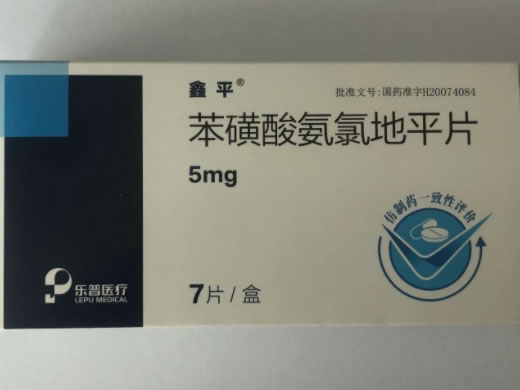 鑫平®
批准文号:国药准字H20074084
苯磺酸氨氯地平片
5mg
仿制药一致性评价
乐普医疗
LEPU MEDICAL
7片/盒